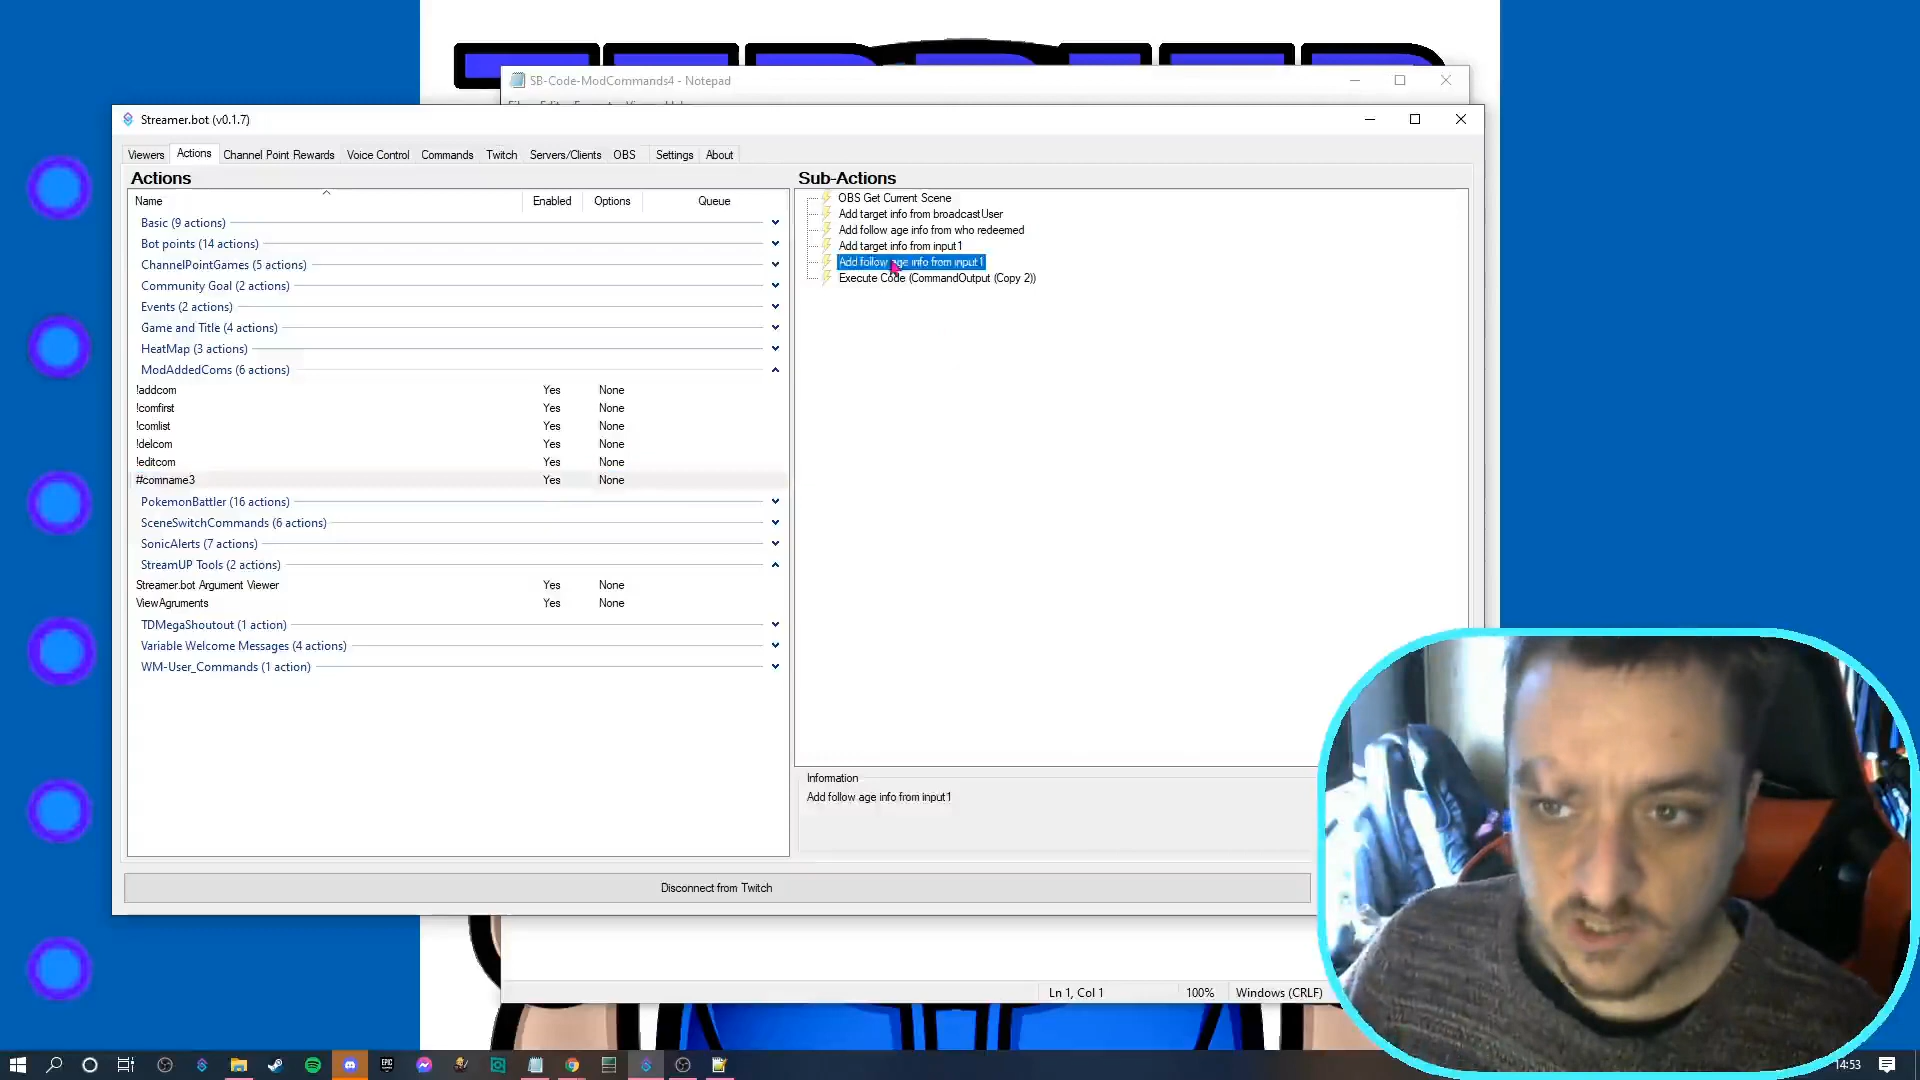 SB-Code-ModCommands4 - Notepad
Streamer.bot (v0.1.7)
Viewers Actions Channel Point Rewards Voice Control Commands Twitch Servers/Clients OBS Settings About
Actions
Name Enabled Options Queue
Basic (9 actions)
Bot points (14 actions)
ChannelPointGames (5 actions)
Community Goal (2 actions)
Events (2 actions)
Game and Title (4 actions)
HeatMap (3 actions)
ModAddedComs (6 actions)
!addcom Yes None
!comfirst Yes None
!comlist Yes None
!delcom Yes None
!editcom Yes None
#comname3 Yes None
PokemonBattler (16 actions)
SceneSwitchCommands (6 actions)
SonicAlerts (7 actions)
StreamUP Tools (2 actions)
Streamer.bot Argument Viewer Yes None
ViewAgruments Yes None
TDMegaShoutout (1 action)
Variable Welcome Messages (4 actions)
WM-User_Commands (1 action)
Sub-Actions
OBS Get Current Scene
Add target info from broadcastUser
Add follow age info from who redeemed
Add target info from input1
Add follow age info from input1
Execute Code (CommandOutput (Copy 2))
Information
Add follow age info from input1
Disconnect from Twitch
Ln 1, Col 1 100% Windows (CRLF)
14:53